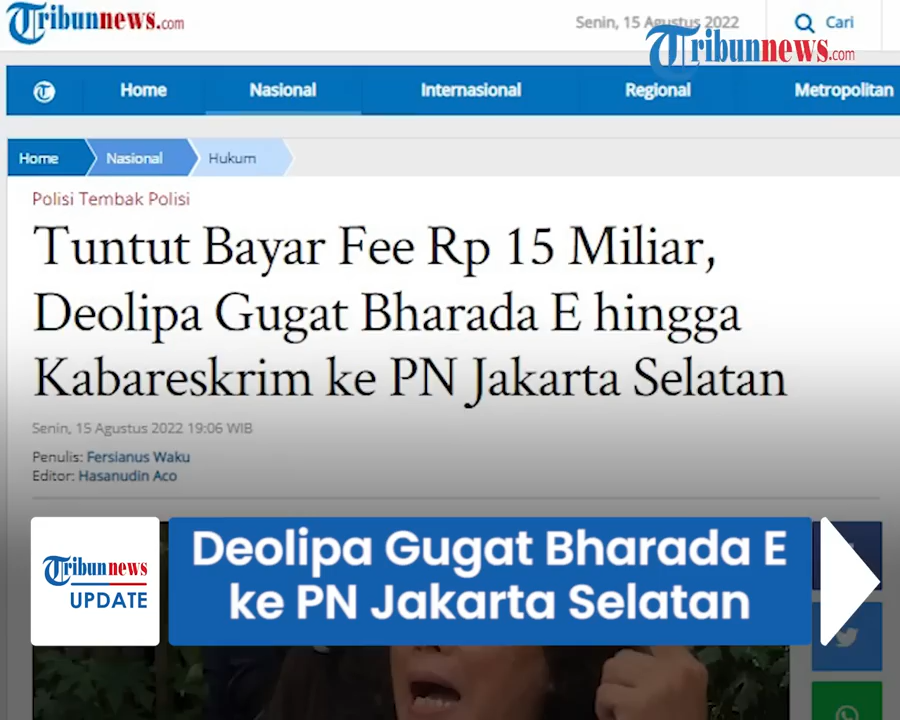 Tribunnews.com
Senin, 15 Agustus 2022
Cari
Tribunnews.com
Home
Nasional
Internasional
Regional
Metropolitan
Home
Nasional
Hukum
Polisi Tembak Polisi
Tuntut Bayar Fee Rp 15 Miliar,
Deolipa Gugat Bharada E hingga
Kabareskrim ke PN Jakarta Selatan
Senin, 15 Agustus 2022 19:06 WIB
Penulis: Fersianus Waku
Editor: Hasanudin Aco
Tribunnews
UPDATE
Deolipa Gugat Bharada E
ke PN Jakarta Selatan